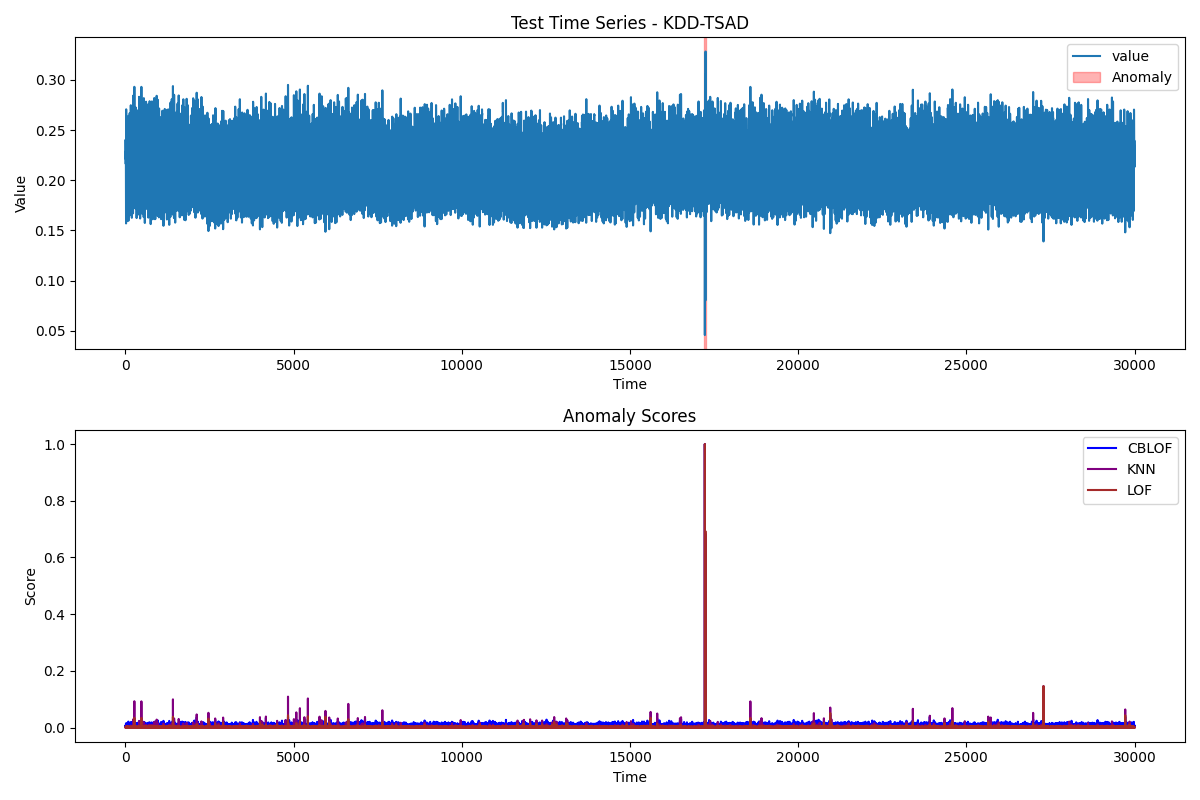 Test Time Series - KDD-TSAD
value
Anomaly
0.30
0.25
0.20
0.15
0.10
0.05
Value
0 5000 10000 15000 20000 25000 30000
Time
Anomaly Scores
CBLOF
KNN
LOF
1.0
0.8
0.6
0.4
0.2
0.0
Score
0 5000 10000 15000 20000 25000 30000
Time